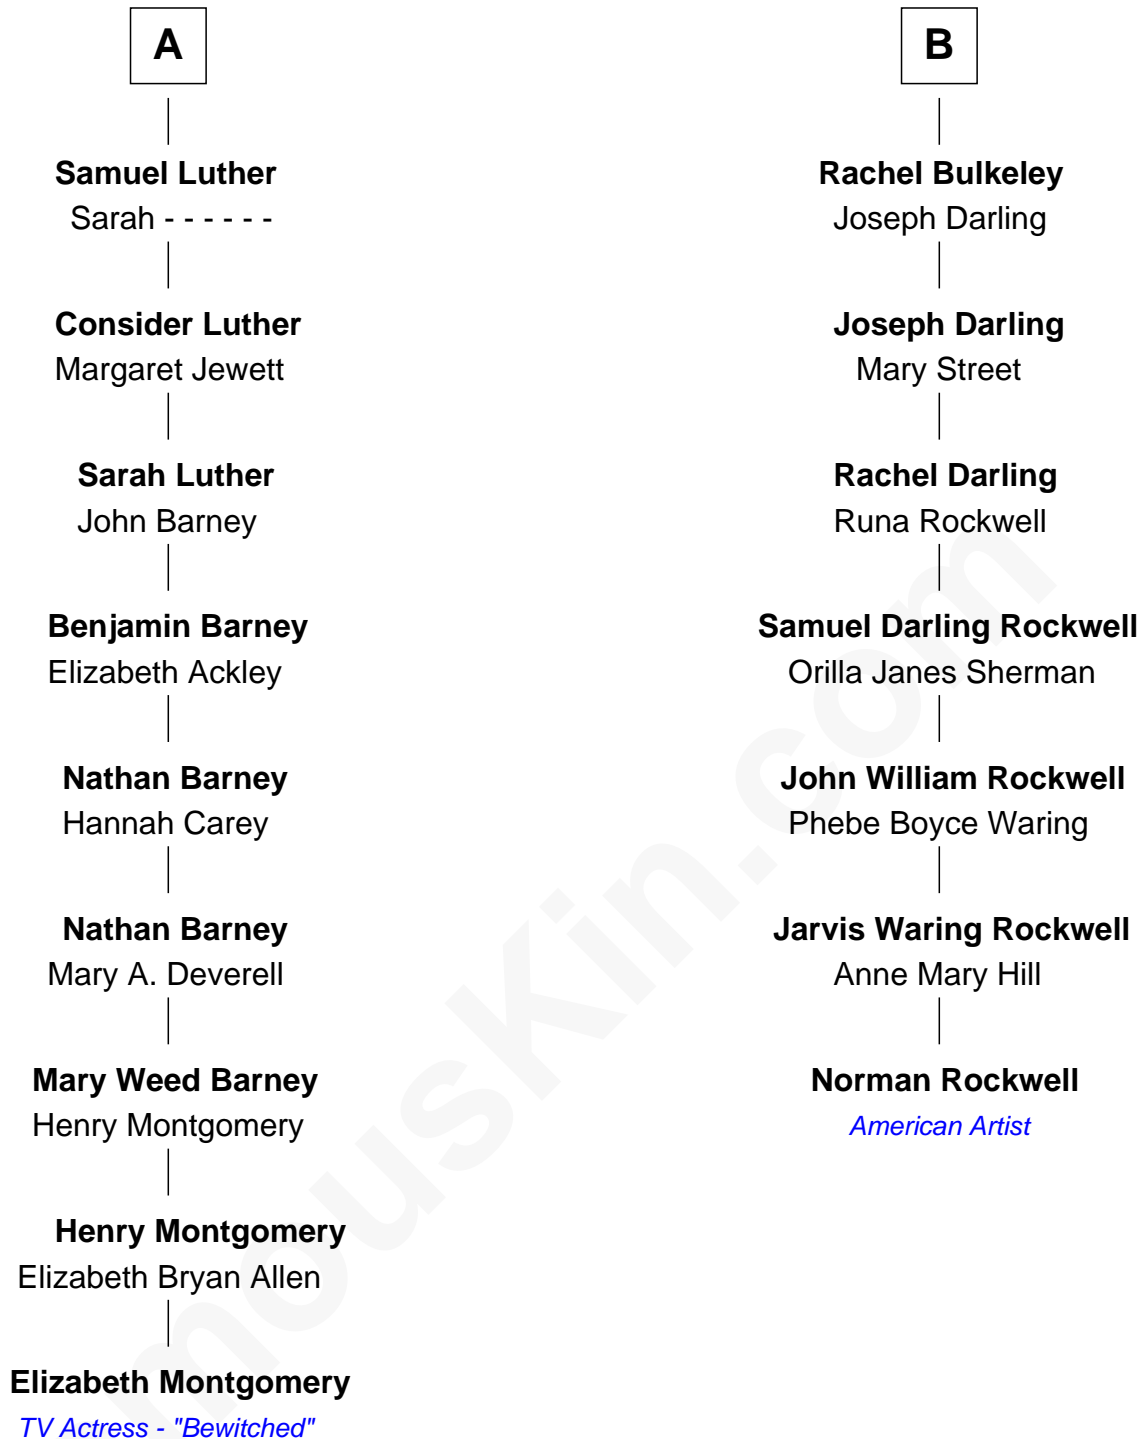 A
Samuel Luther
Sarah - - - - - -
Consider Luther
Margaret Jewett
Sarah Luther
John Barney
Benjamin Barney
Elizabeth Ackley
Nathan Barney
Hannah Carey
Nathan Barney
Mary A. Deverell
Mary Weed Barney
Henry Montgomery
Henry Montgomery
Elizabeth Bryan Allen
Elizabeth Montgomery
TV Actress - "Bewitched"
B
Rachel Bulkeley
Joseph Darling
Joseph Darling
Mary Street
Rachel Darling
Runa Rockwell
Samuel Darling Rockwell
Orilla Janes Sherman
John William Rockwell
Phebe Boyce Waring
Jarvis Waring Rockwell
Anne Mary Hill
Norman Rockwell
American Artist
mousKin.com